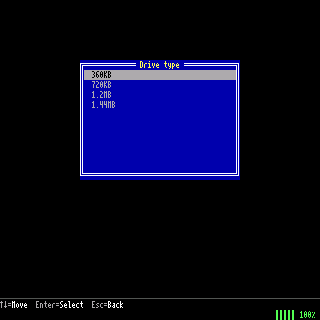 Drive type
360KB
720KB
1.2MB
1.44MB
↑↓=Move Enter=Select Esc=Back
100%